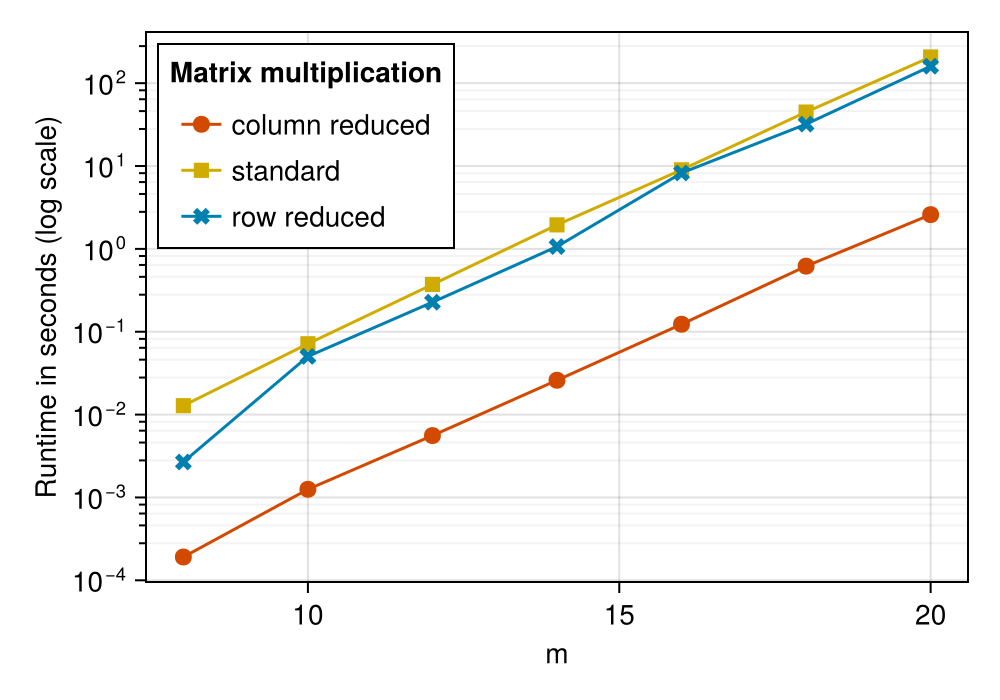 Matrix multiplication
column reduced
standard
row reduced
Runtime in seconds (log scale)
10²
10¹
10⁰
10⁻¹
10⁻²
10⁻³
10⁻⁴
10 15 20
m